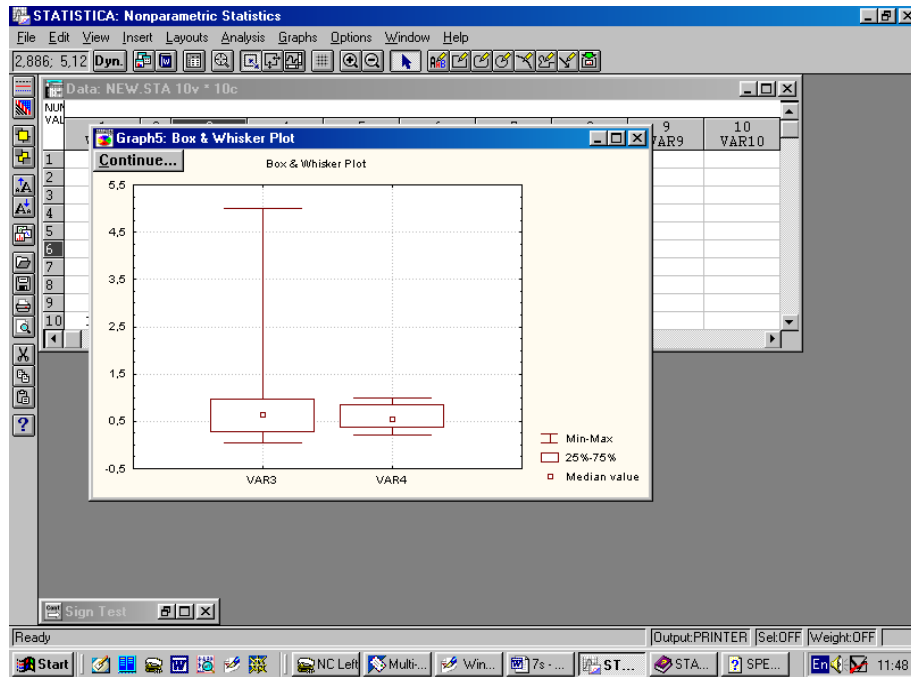 STATISTICA: Nonparametric Statistics
File Edit View Insert Layouts Analysis Graphs Options Window Help
2,886; 5,12 Dyn.
Data: NEW.STA 10v * 10c
9 10
VAR9 VAR10
Graph5: Box & Whisker Plot
Continue...
Box & Whisker Plot
1
2
3
4
5
6
7
8
9
10
5,5
4,5
3,5
2,5
1,5
0,5
-0,5
VAR3 VAR4
Min-Max
25%-75%
Median value
Sign Test
Ready Output:PRINTER Sel:OFF Weight:OFF
Start NC Left Multi-... Win... 7s - ... ST... STA... SPE... En 11:48